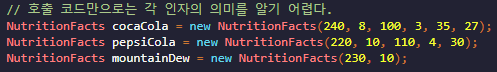 // 호출 코드만으로는 각 인자의 의미를 알기 어렵다.
NutritionFacts cocaCola = new NutritionFacts(240, 8, 100, 3, 35, 27);
NutritionFacts pepsiCola = new NutritionFacts(220, 10, 110, 4, 30);
NutritionFacts mountainDew = new NutritionFacts(230, 10);